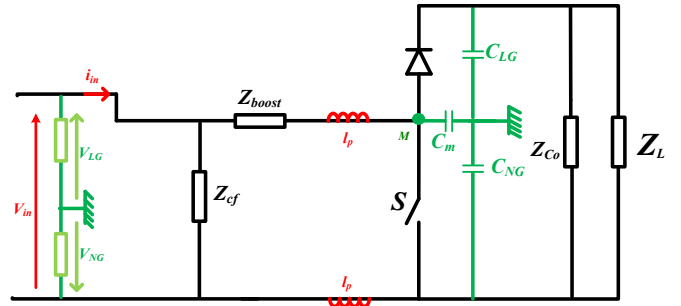 i_in
Z_boost
C_LG
V_LG
l_p
M
C_m
Z_Co
Z_L
V_in
Z_cf
S
C_NG
V_NG
l_p